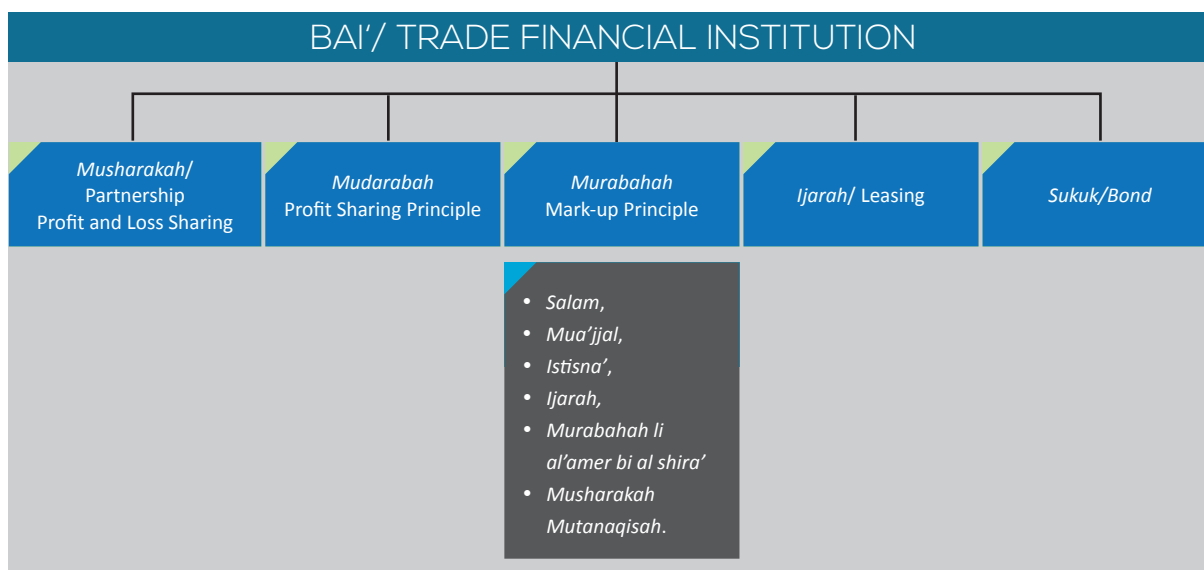 BAI’/ TRADE FINANCIAL INSTITUTION
Musharakah/
Partnership
Profit and Loss Sharing
Mudarabah
Profit Sharing Principle
Murabahah
Mark-up Principle
Ijarah/ Leasing
Sukuk/Bond
• Salam,
• Mua’jjal,
• Istisna’,
• Ijarah,
• Murabahah li
al’amer bi al shira’
• Musharakah
Mutanaqisah.